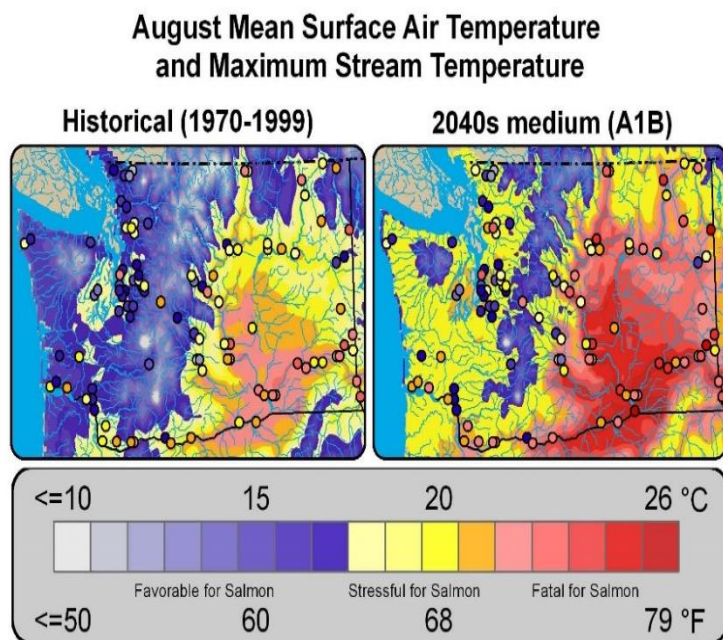 August Mean Surface Air Temperature
and Maximum Stream Temperature
Historical (1970-1999)
2040s medium (A1B)
<=10 15 20 26 °C
Favorable for Salmon Stressful for Salmon Fatal for Salmon
<=50 60 68 79 °F